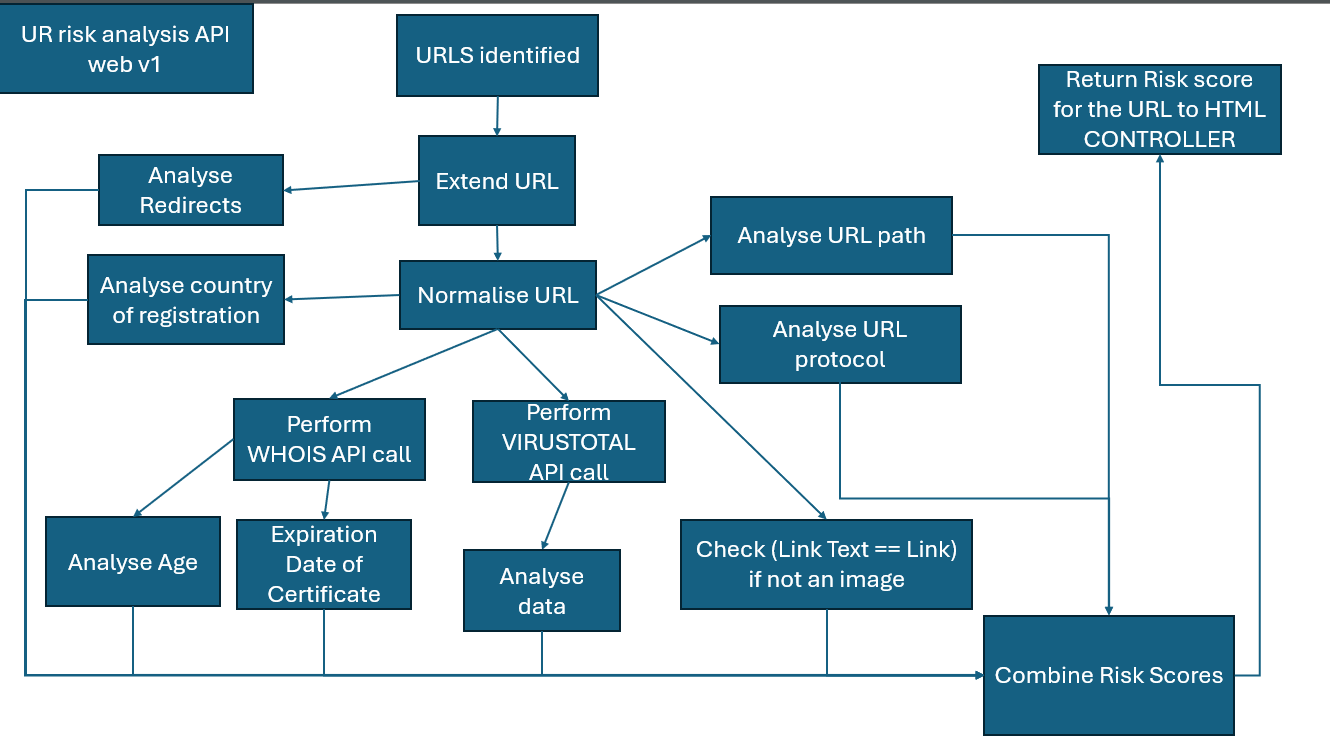 UR risk analysis API
web v1
URLS identified
Return Risk score
for the URL to HTML
CONTROLLER
Analyse
Redirects
Extend URL
Analyse URL path
Analyse country
of registration
Normalise URL
Analyse URL
protocol
Perform
WHOIS API call
Perform
VIRUSTOTAL
API call
Analyse Age
Expiration
Date of
Certificate
Analyse
data
Check (Link Text == Link)
if not an image
Combine Risk Scores